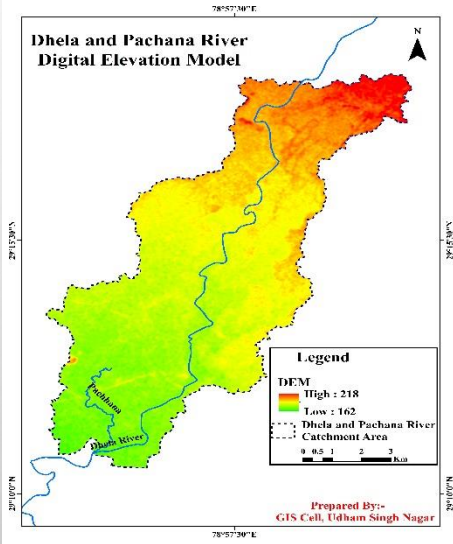 78°57'30"E
Dhela and Pachana River
Digital Elevation Model
N
29°15'30"N
29°15'30"N
Legend
DEM
High : 218
Low : 162
Dhela and Pachana River
Catchment Area
0 0.5 1 2 3
Km
Pachhana
Dhela River
29°10'0"N
29°10'0"N
Prepared By:-
GIS Cell, Udham Singh Nagar
78°57'30"E